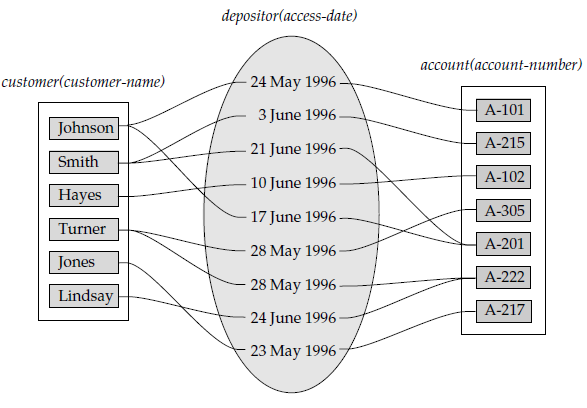 depositor(access-date)
customer(customer-name)
account(account-number)
Johnson
Smith
Hayes
Turner
Jones
Lindsay
24 May 1996
3 June 1996
21 June 1996
10 June 1996
17 June 1996
28 May 1996
28 May 1996
24 June 1996
23 May 1996
A-101
A-215
A-102
A-305
A-201
A-222
A-217